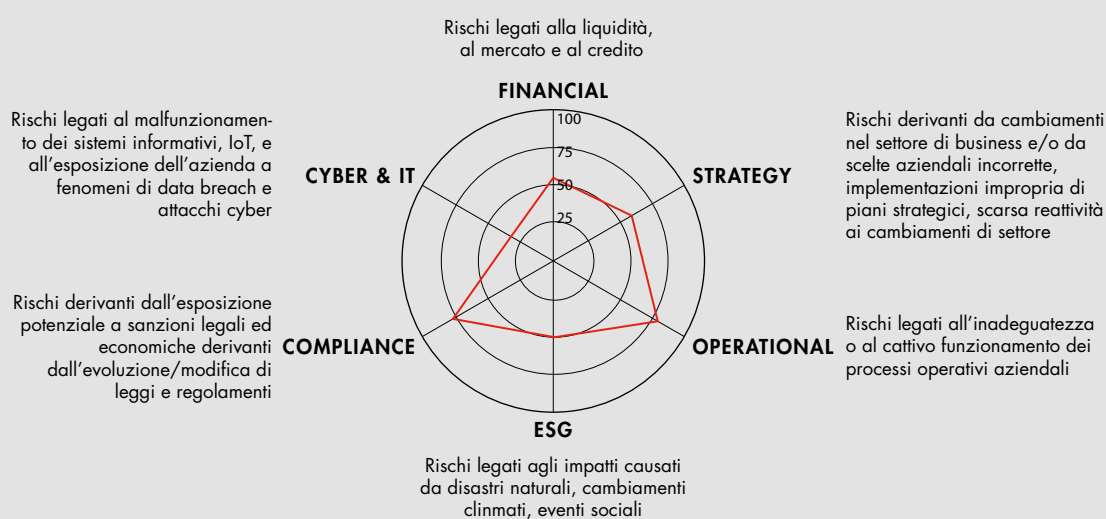 Rischi legati alla liquidità,
al mercato e al credito
FINANCIAL
100
75
50
25
Rischi legati al malfunzionamen-
to dei sistemi informativi, IoT, e
all'esposizione dell'azienda a
fenomeni di data breach e
attacchi cyber
CYBER & IT
STRATEGY
Rischi derivanti da cambiamenti
nel settore di business e/o da
scelte aziendali incorrette,
implementazioni impropria di
piani strategici, scarsa reattività
ai cambiamenti di settore
Rischi derivanti dall'esposizione
potenziale a sanzioni legali ed
economiche derivanti
dall'evoluzione/modifica di
leggi e regolamenti
COMPLIANCE
OPERATIONAL
Rischi legati all'inadeguatezza
o al cattivo funzionamento dei
processi operativi aziendali
ESG
Rischi legati agli impatti causati
da disastri naturali, cambiamenti
clinmati, eventi sociali